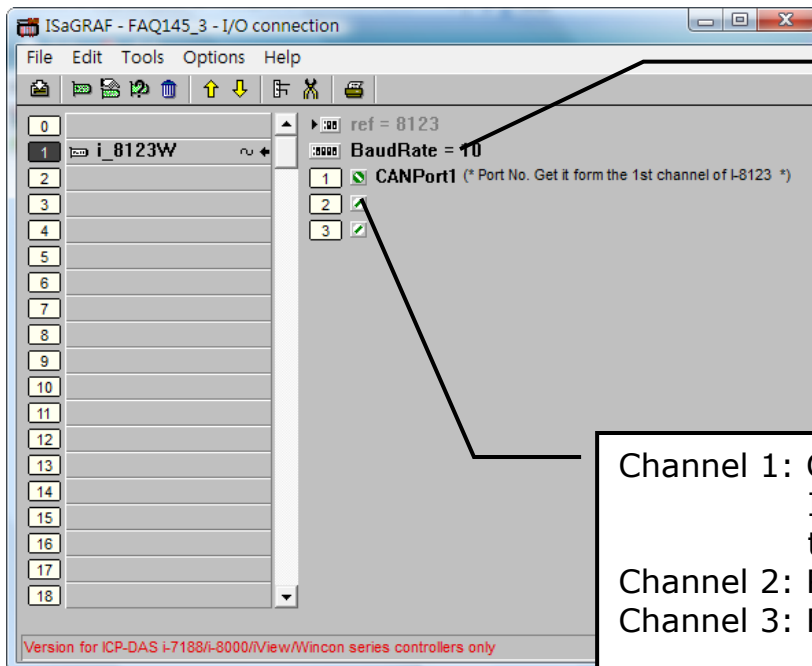 ISaGRAF - FAQ145_3 - I/O connection
File Edit Tools Options Help
0
1 i_8123W
2
3
4
5
6
7
8
9
10
11
12
13
14
15
16
17
18
ref = 8123
BaudRate = 10
1 CANPort1 (* Port No. Get it form the 1st channel of I-8123 *)
2
3
Channel 1:
Channel 2:
Channel 3:
Version for ICP-DAS i-7188/i-8000/iView/Wincon series controllers only